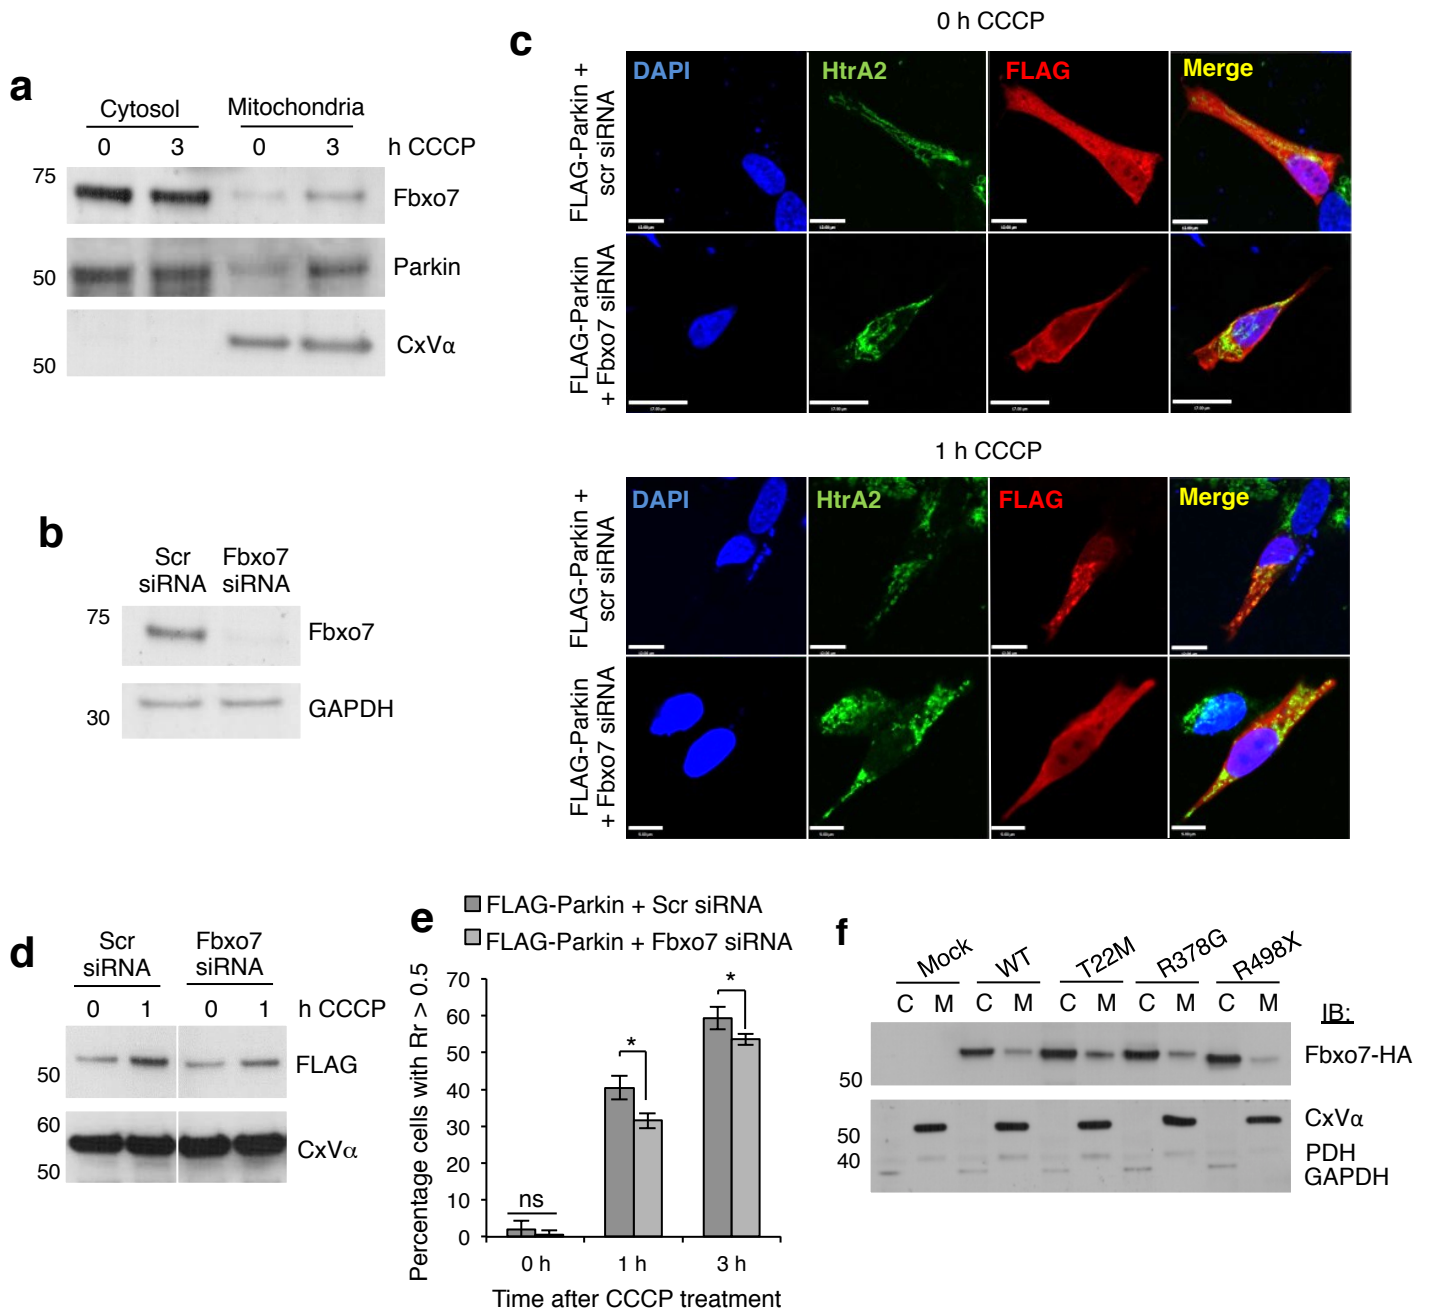 a
Cytosol Mitochondria
0 3 0 3 h CCCP
75
Fbxo7
Parkin
50
CxVα
50
b
Scr siRNA
Fbxo7 siRNA
75
Fbxo7
GAPDH
30
c
0 h CCCP
FLAG-Parkin +
scr siRNA
DAPI HtrA2 FLAG Merge
FLAG-Parkin
+ Fbxo7 siRNA
1 h CCCP
FLAG-Parkin +
scr siRNA
DAPI HtrA2 FLAG Merge
FLAG-Parkin
+ Fbxo7 siRNA
d
Scr siRNA
Fbxo7 siRNA
0 1 0 1 h CCCP
FLAG
50
60
CxVα
50
e
FLAG-Parkin + Scr siRNA
FLAG-Parkin + Fbxo7 siRNA
Percentage cells with Rr > 0.5
70
60
50
40
30
20
10
0
ns
*
*
0 h 1 h 3 h
Time after CCCP treatment
f
Mock WT T22M R378G R498X
C M C M C M C M C M
IB:
Fbxo7-HA
50
CxVα
50
40
PDH
GAPDH